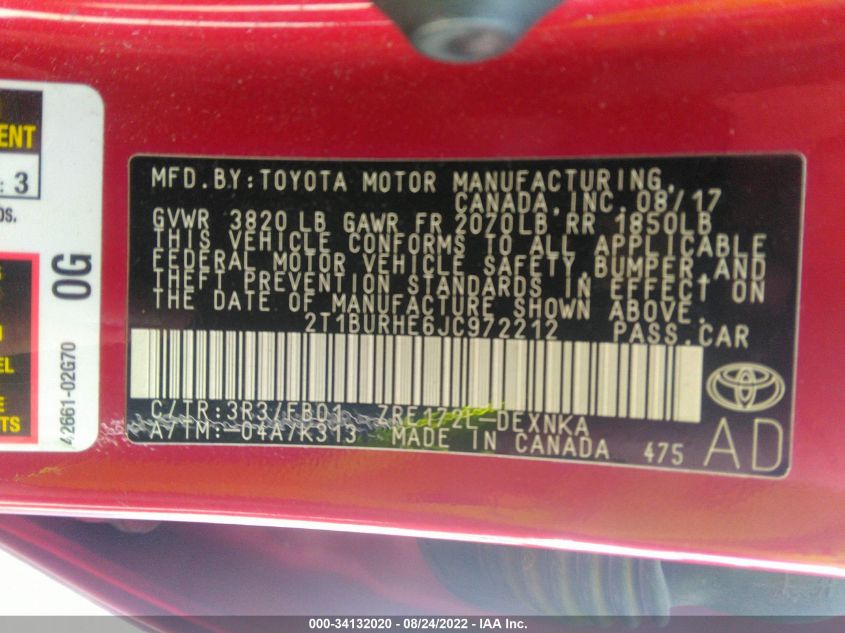 ENT
: 3
DS.
S
EL
E
TS
0G
42661-02G70
MFD.BY:TOYOTA MOTOR MANUFACTURING,
CANADA, INC. 08/17
GVWR 3820 LB GAWR FR 2070LB, RR 1850LB
THIS VEHICLE CONFORMS TO ALL APPLICABLE
FEDERAL MOTOR VEHICLE SAFETY, BUMPER, AND
THEFT PREVENTION STANDARDS IN EFFECT ON
THE DATE OF MANUFACTURE SHOWN ABOVE.
2T1BURHE6JC972212 PASS.CAR
C/TR:3R3/FB01 ZRE172L-DEXNKA
A/TM:-04A/K313 MADE IN CANADA 475
AD
000-34132020 - 08/24/2022 - IAA Inc.